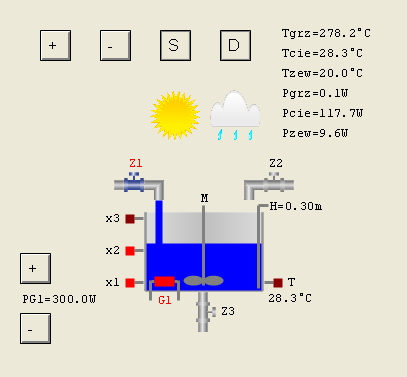 + - S D
Tgrz=278.2°C
Tcie=28.3°C
Tzew=20.0°C
Pgrz=0.1W
Pcie=117.7W
Pzew=9.6W
Z1 Z2
M
H=0.30m
x3
x2
+
x1 G1 T
PG1=300.0W 28.3°C
Z3
-